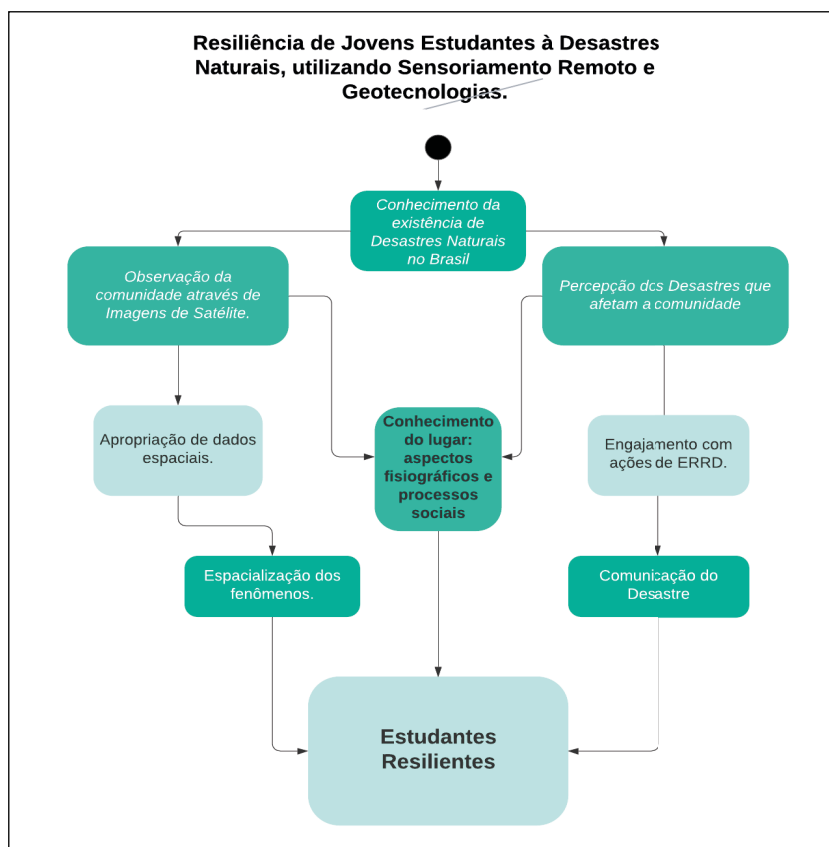 Resiliência de Jovens Estudantes à Desastres
Naturais, utilizando Sensoriamento Remoto e
Geotecnologias.
Conhecimento da
existência de
Desastres Naturais
no Brasil
Observação da
comunidade através de
Imagens de Satélite.
Percepção dos Desastres que
afetam a comunidade
Apropriação de dados
espaciais.
Conhecimento
do lugar:
aspectos
fisiográficos e
processos
sociais
Engajamento com
ações de ERRD.
Espacialização dos
fenômenos.
Comunicação do
Desastre
Estudantes
Resilientes